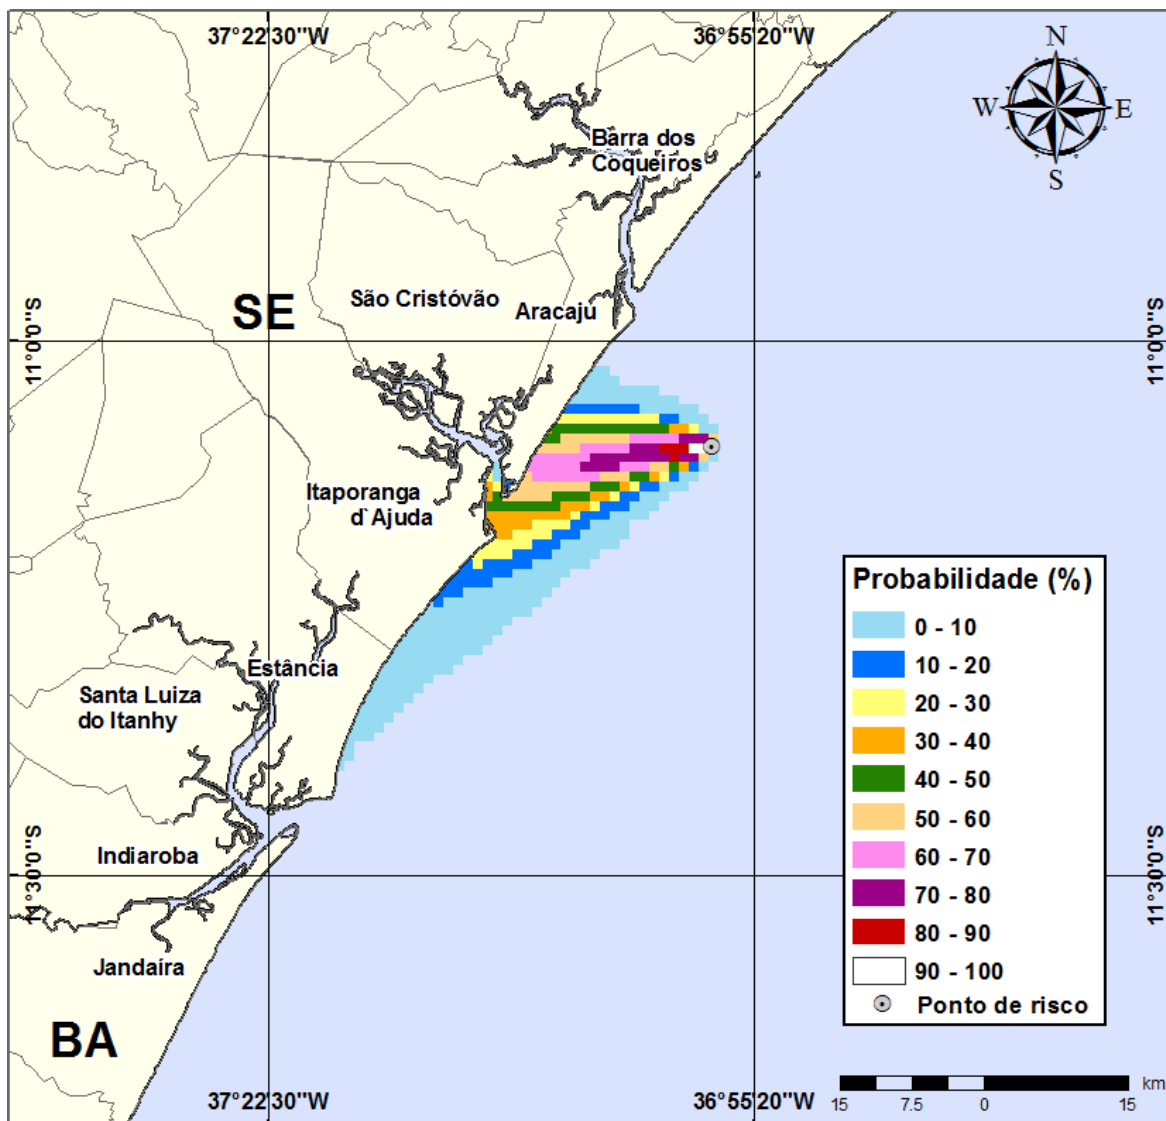 37°22'30"W
36°55'20"W
N
W
E
S
Barra dos
Coqueiros
SE
São Cristóvão
Aracaju
11°0'0"S
11°0'0"S
Itaporanga
d`Ajuda
Estância
Santa Luiza
do Itanhy
Indiaroba
11°30'0"S
11°30'0"S
Jandaíra
BA
Probabilidade (%)
0 - 10
10 - 20
20 - 30
30 - 40
40 - 50
50 - 60
60 - 70
70 - 80
80 - 90
90 - 100
Ponto de risco
37°22'30"W
36°55'20"W
km
15 7.5 0 15